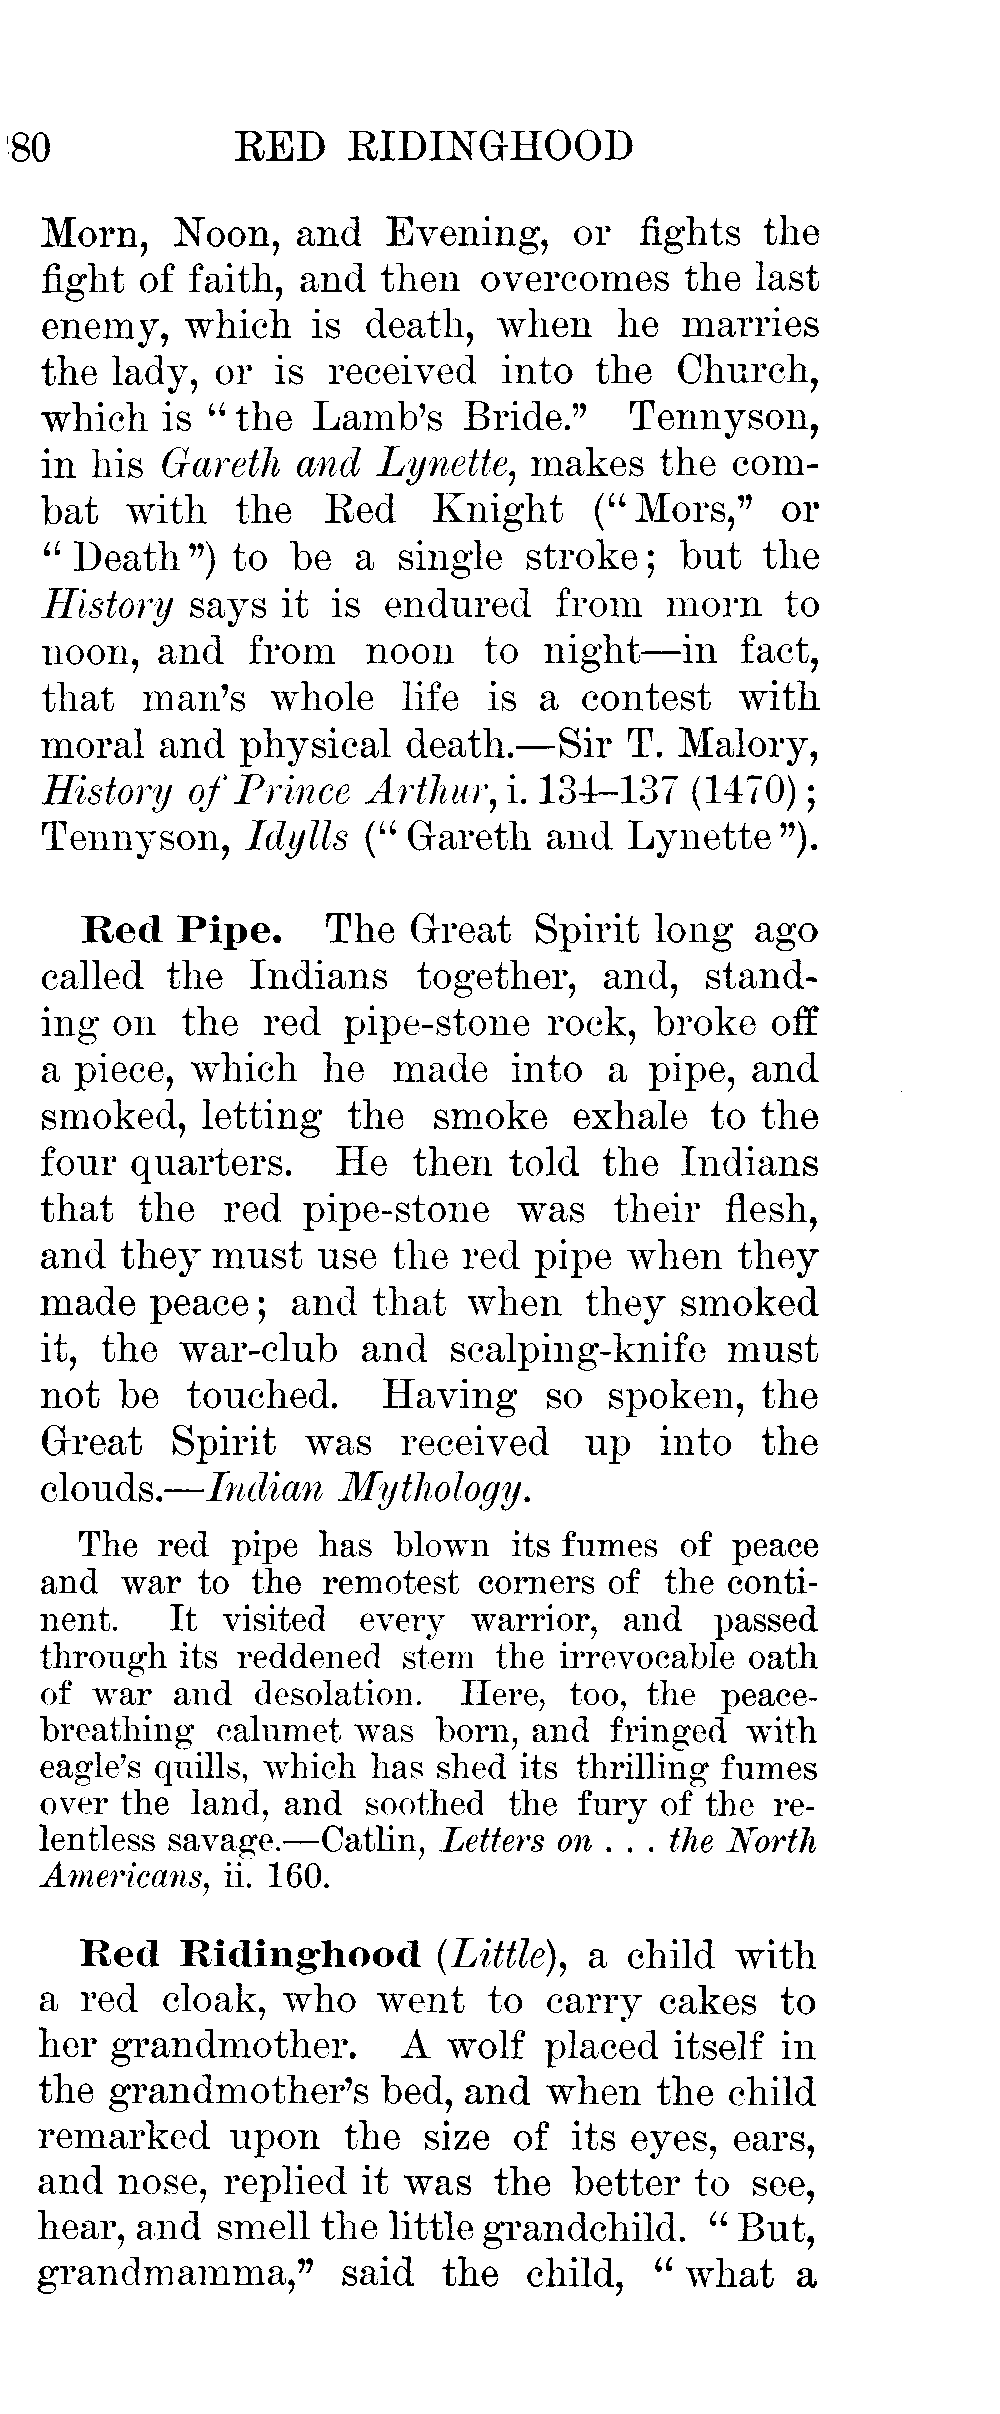 80 RED RIDINGHOOD
Morn, Noon, and Evening, or fights the
fight of faith, and then overcomes the last
enemy, which is death, when he marries
the lady, or is received into the Church,
which is “the Lamb’s Bride.” Tennyson,
in his Gareth and Lynette, makes the com-
bat with the Red Knight (“Mors,” or
“Death”) to be a single stroke; but the
History says it is endured from morn to
noon, and from noon to night—in fact,
that man’s whole life is a contest with
moral and physical death.—Sir T. Malory,
History of Prince Arthur, i. 134–137 (1470);
Tennyson, Idylls (“Gareth and Lynette”).
Red Pipe. The Great Spirit long ago
called the Indians together, and, stand-
ing on the red pipe-stone rock, broke off
a piece, which he made into a pipe, and
smoked, letting the smoke exhale to the
four quarters. He then told the Indians
that the red pipe-stone was their flesh,
and they must use the red pipe when they
made peace; and that when they smoked
it, the war-club and scalping-knife must
not be touched. Having so spoken, the
Great Spirit was received up into the
clouds.—Indian Mythology.
The red pipe has blown its fumes of peace
and war to the remotest corners of the conti-
nent. It visited every warrior, and passed
through its reddened stem the irrevocable oath
of war and desolation. Here, too, the peace-
breathing calumet was born, and fringed with
eagle’s quills, which has shed its thrilling fumes
over the land, and soothed the fury of the re-
lentless savage.—Catlin, Letters on . . . the North
Americans, ii. 160.
Red Ridinghood (Little), a child with
a red cloak, who went to carry cakes to
her grandmother. A wolf placed itself in
the grandmother’s bed, and when the child
remarked upon the size of its eyes, ears,
and nose, replied it was the better to see,
hear, and smell the little grandchild. “But,
grandmamma,” said the child, “what a